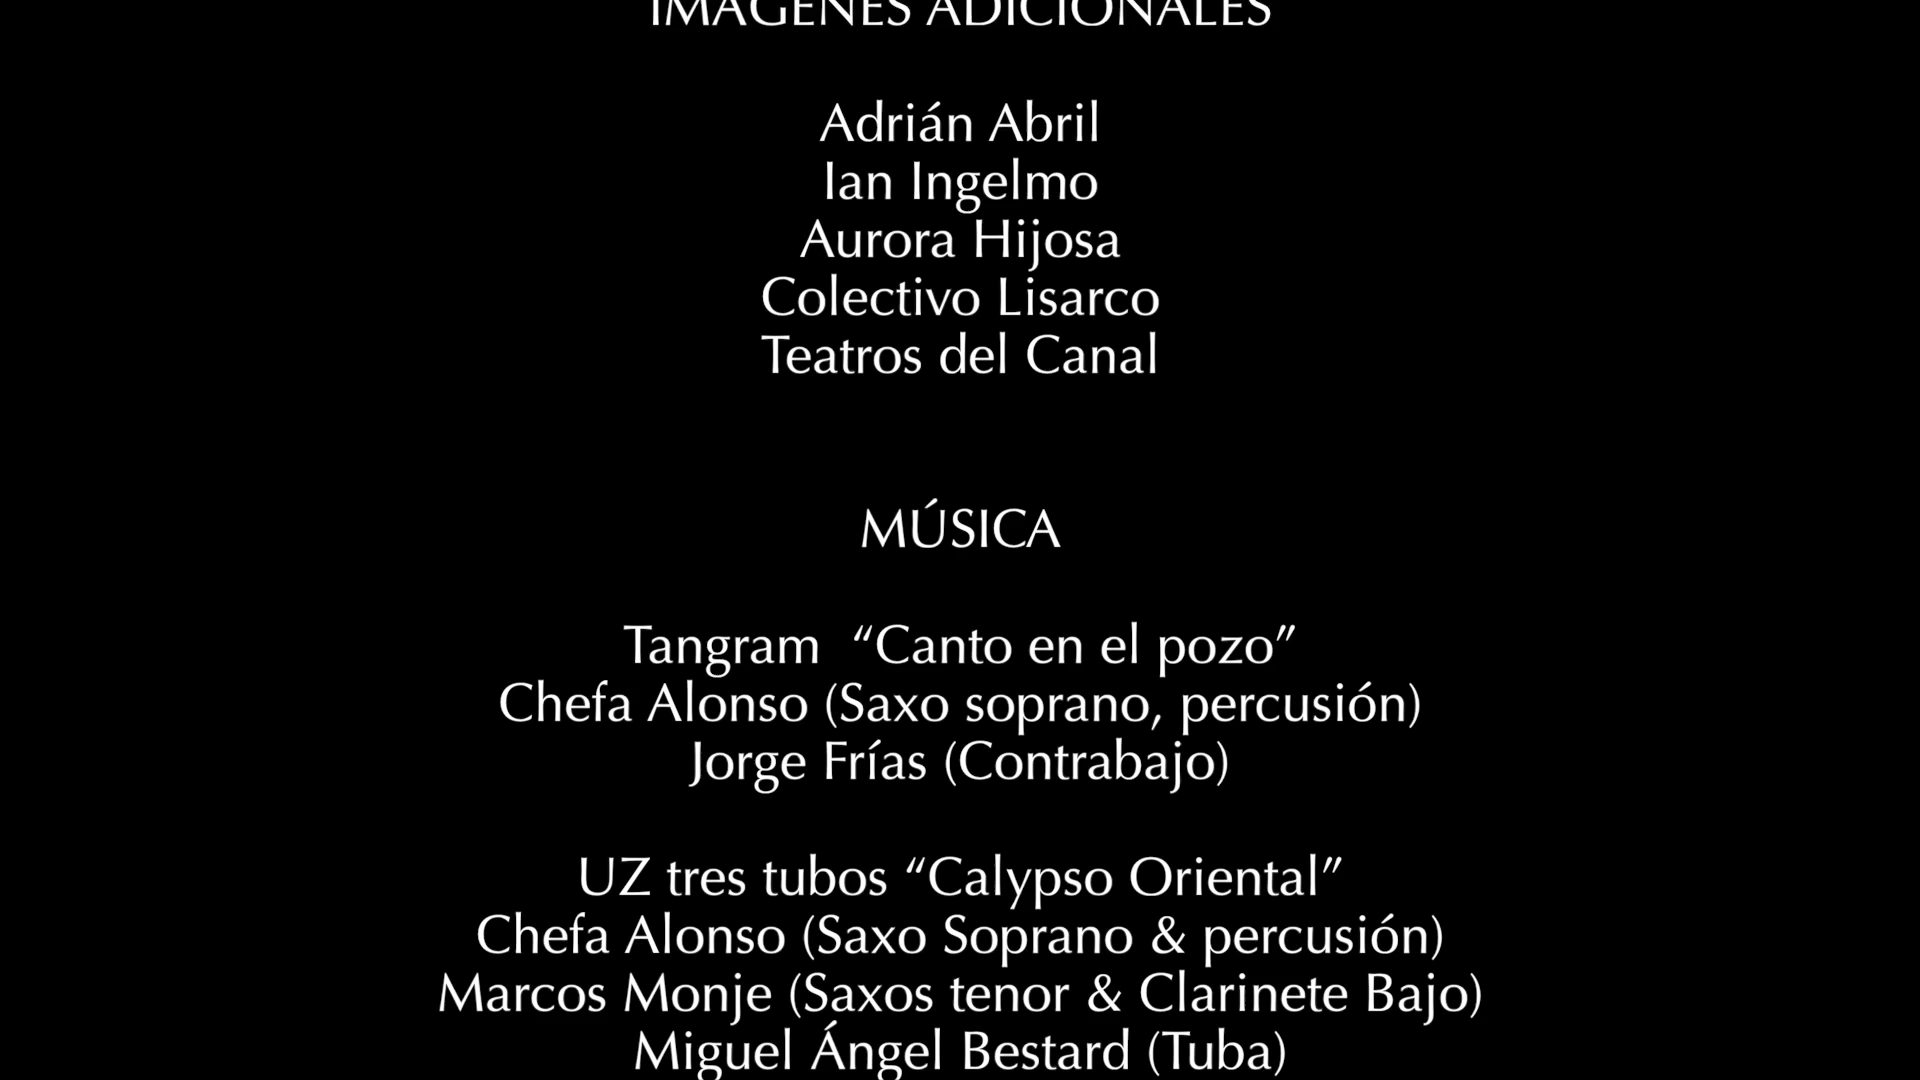 IMÁGENES ADICIONALES
Adrián Abril
Ian Ingelmo
Aurora Hijosa
Colectivo Lisarco
Teatros del Canal
MÚSICA
Tangram “Canto en el pozo”
Chefa Alonso (Saxo soprano, percusión)
Jorge Frías (Contrabajo)
UZ tres tubos “Calypso Oriental”
Chefa Alonso (Saxo Soprano & percusión)
Marcos Monje (Saxos tenor & Clarinete Bajo)
Miguel Ángel Bestard (Tuba)